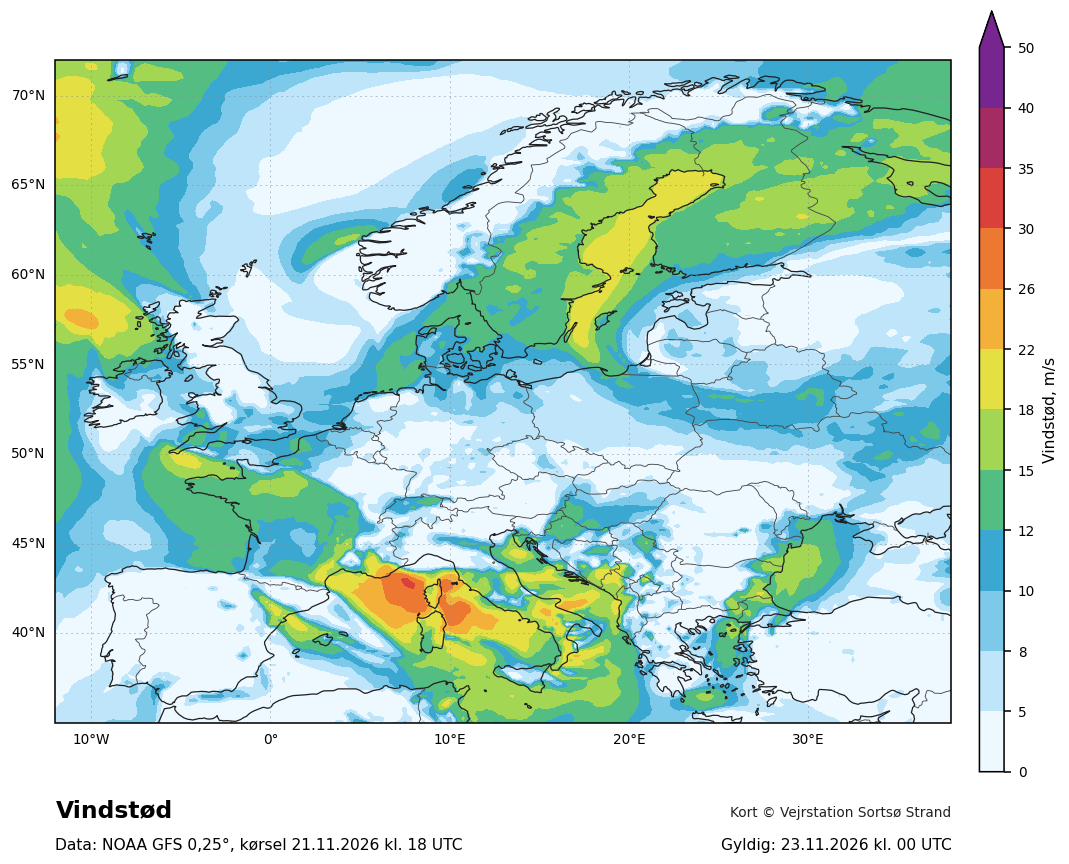 50
40
35
30
26
22
18
15
12
10
8
5
0
Vindstød, m/s
70°N
65°N
60°N
55°N
50°N
45°N
40°N
10°W
0°
10°E
20°E
30°E
Vindstød
Kort © Vejrstation Sortsø Strand
Data: NOAA GFS 0,25°, kørsel 21.11.2026 kl. 18 UTC
Gyldig: 23.11.2026 kl. 00 UTC